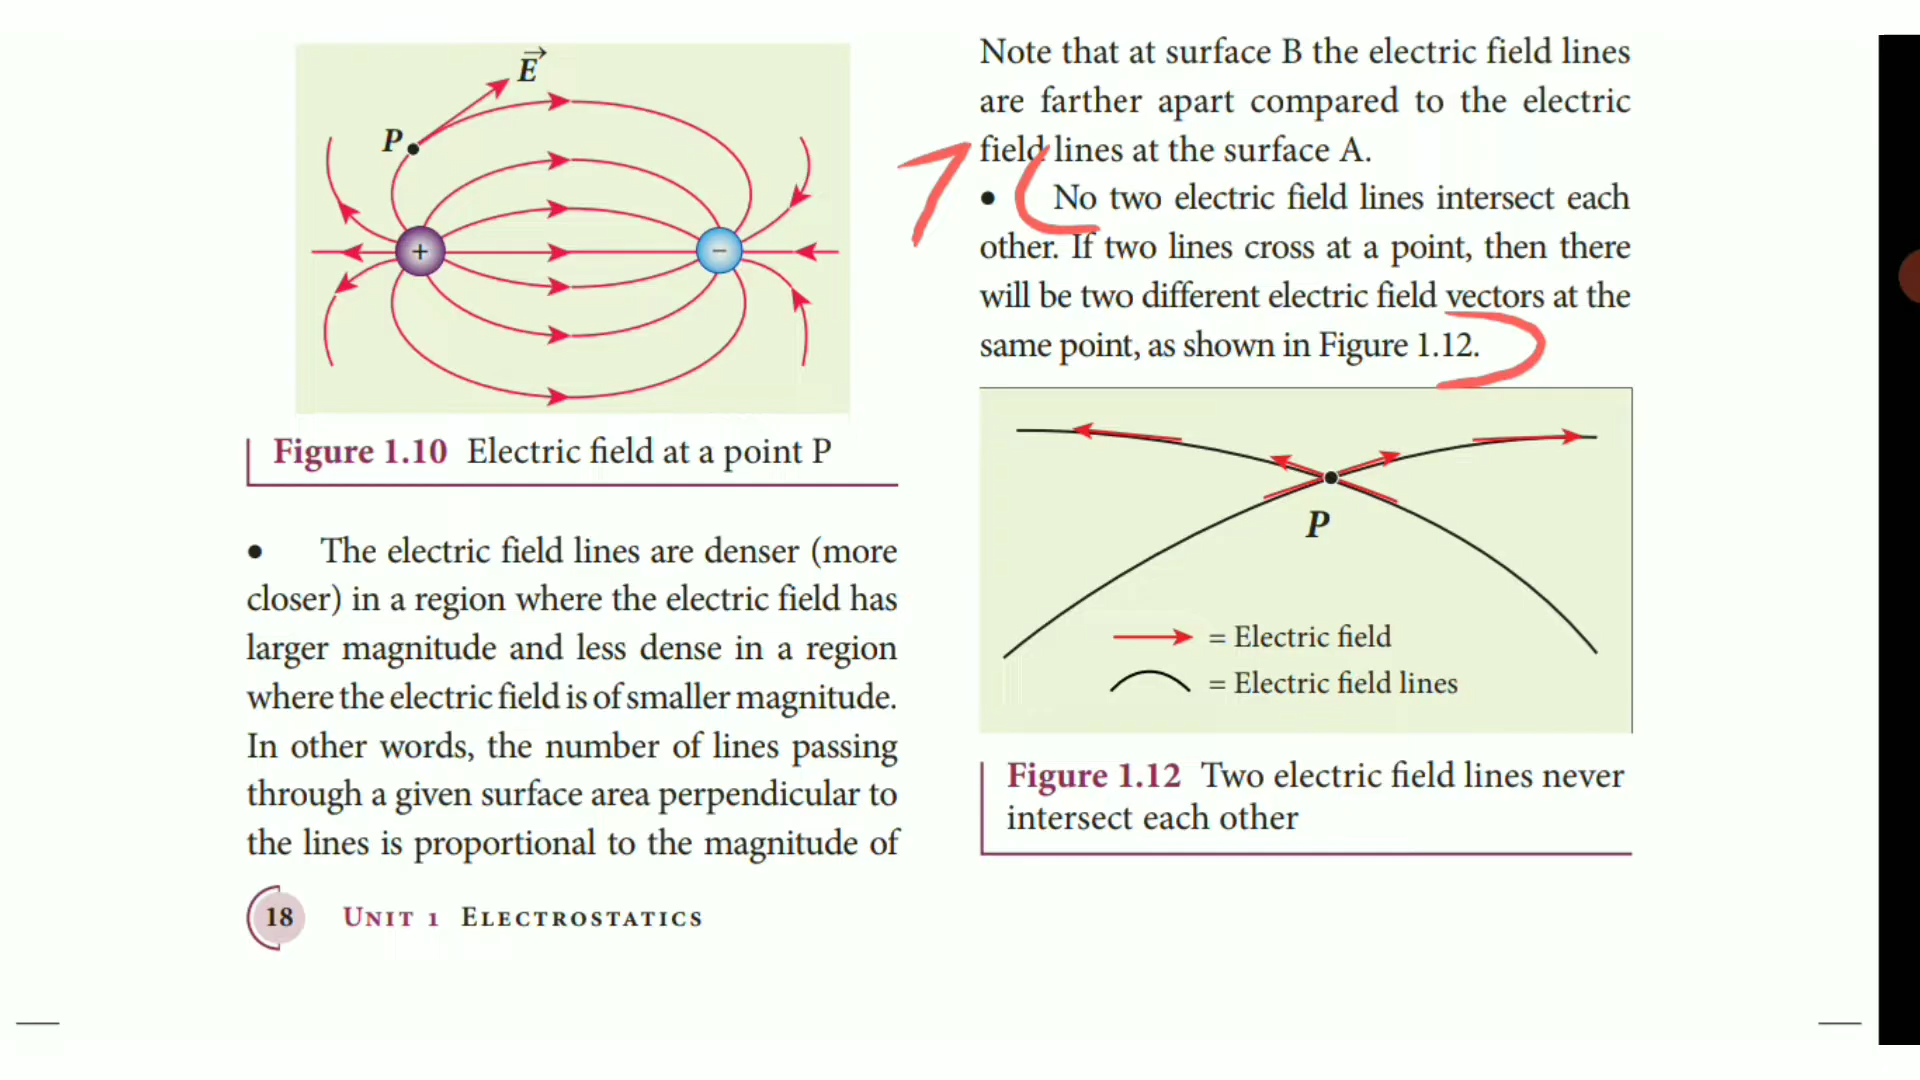 E
P
+
−
Figure 1.10 Electric field at a point P
• The electric field lines are denser (more
closer) in a region where the electric field has
larger magnitude and less dense in a region
where the electric field is of smaller magnitude.
In other words, the number of lines passing
through a given surface area perpendicular to
the lines is proportional to the magnitude of
Note that at surface B the electric field lines
are farther apart compared to the electric
field lines at the surface A.
• No two electric field lines intersect each
other. If two lines cross at a point, then there
will be two different electric field vectors at the
same point, as shown in Figure 1.12.
P
= Electric field
= Electric field lines
Figure 1.12 Two electric field lines never
intersect each other
18 UNIT 1 ELECTROSTATICS